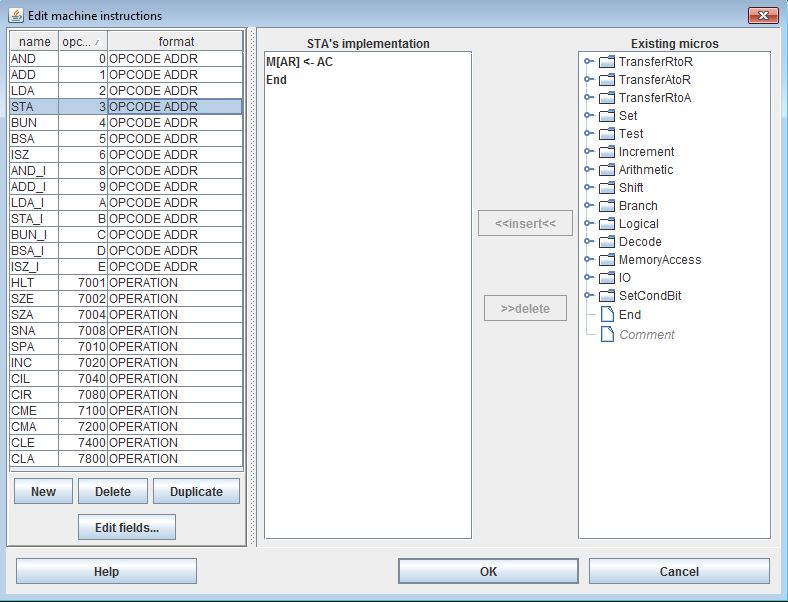 Edit machine instructions
name opc... format
AND 0 OPCODE ADDR
ADD 1 OPCODE ADDR
LDA 2 OPCODE ADDR
STA 3 OPCODE ADDR
BUN 4 OPCODE ADDR
BSA 5 OPCODE ADDR
ISZ 6 OPCODE ADDR
AND_I 8 OPCODE ADDR
ADD_I 9 OPCODE ADDR
LDA_I A OPCODE ADDR
STA_I B OPCODE ADDR
BUN_I C OPCODE ADDR
BSA_I D OPCODE ADDR
ISZ_I E OPCODE ADDR
HLT 7001 OPERATION
SZE 7002 OPERATION
SZA 7004 OPERATION
SNA 7008 OPERATION
SPA 7010 OPERATION
INC 7020 OPERATION
CIL 7040 OPERATION
CIR 7080 OPERATION
CME 7100 OPERATION
CMA 7200 OPERATION
CLE 7400 OPERATION
CLA 7800 OPERATION
New Delete Duplicate
Edit fields...
STA's implementation
M[AR] <- AC
End
<<insert<<
>>delete
Existing micros
TransferRtoR
TransferAtoR
TransferRtoA
Set
Test
Increment
Arithmetic
Shift
Branch
Logical
Decode
MemoryAccess
IO
SetCondBit
End
Comment
Help OK Cancel